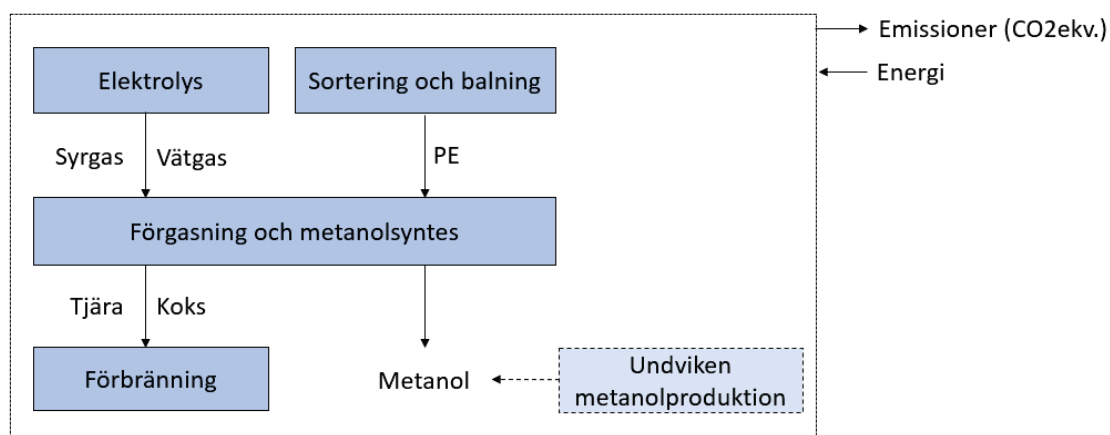 Emissioner (CO2ekv.)
Energi
Elektrolys
Sortering och balning
Syrgas
Vätgas
PE
Förgasning och metanolsyntes
Tjära
Koks
Förbränning
Metanol
Undviken
metanolproduktion